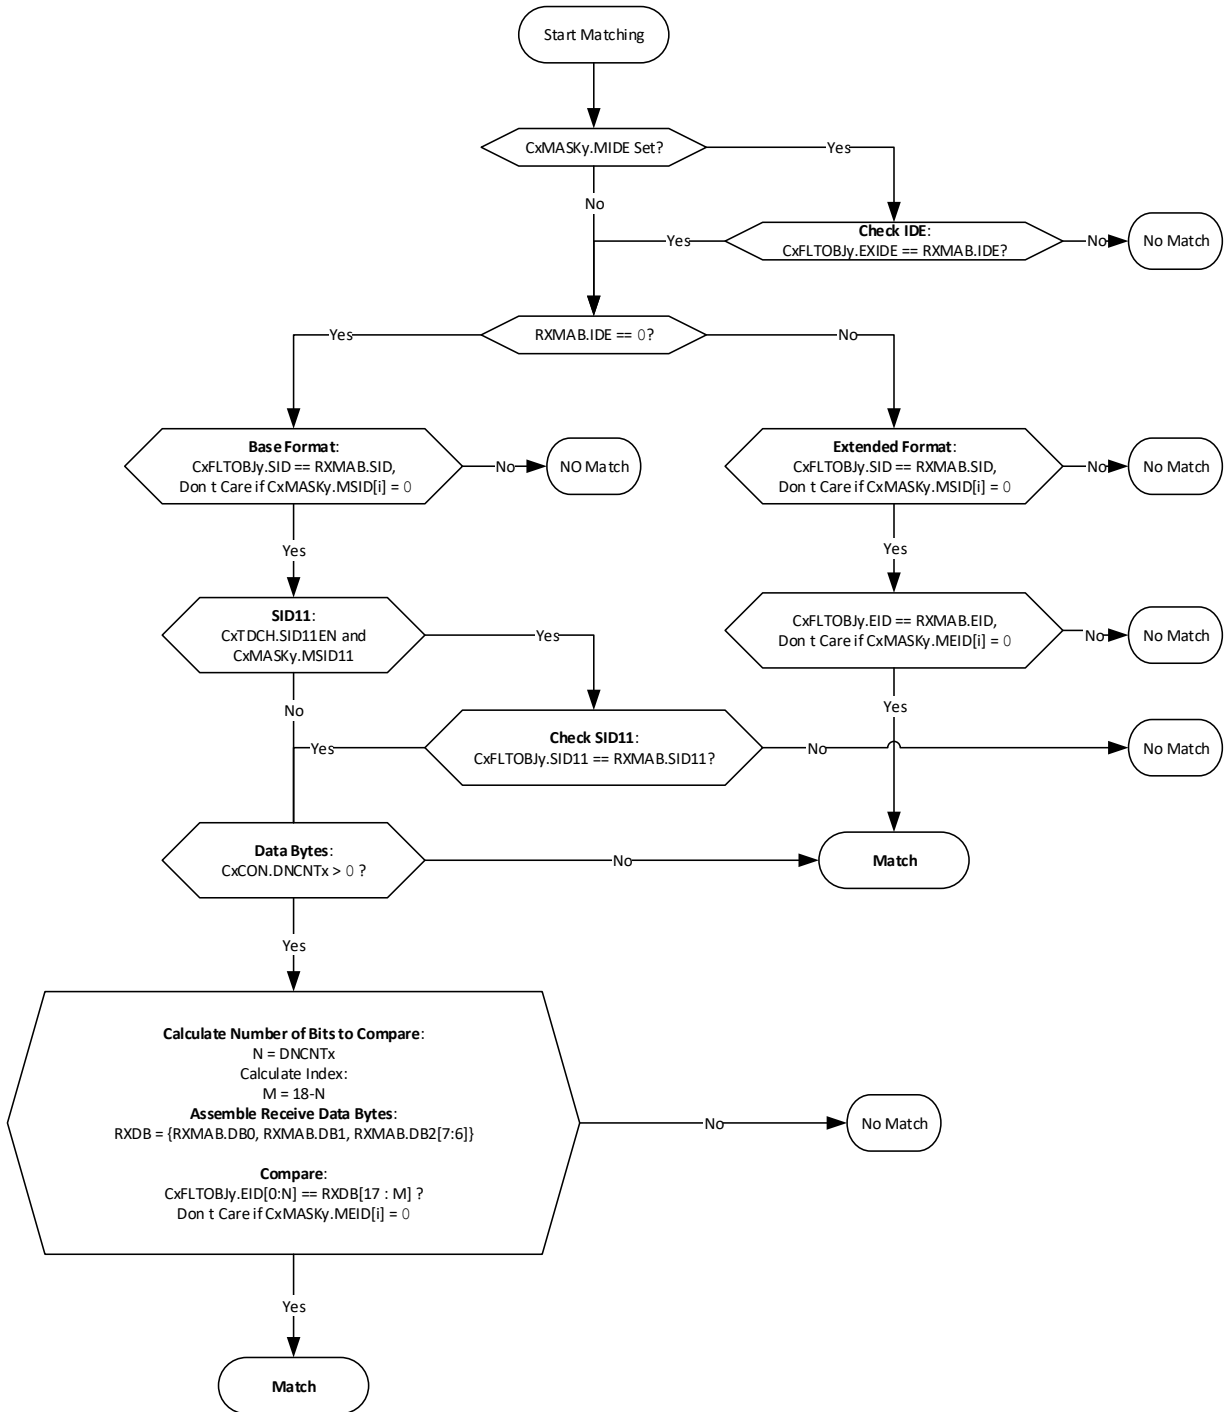 Start Matching
CxMASKy.MIDE Set?
Yes
No
Check IDE:
CxFLTOBJy.EXIDE == RXMAB.IDE?
Yes
No
No Match
RXMAB.IDE == 0?
Yes
No
Base Format:
CxFLTOBJy.SID == RXMAB.SID,
Don t Care if CxMASKy.MSID[i] = 0
No
NO Match
Extended Format:
CxFLTOBJy.SID == RXMAB.SID,
Don t Care if CxMASKy.MSID[i] = 0
No
No Match
Yes
Yes
SID11:
CxTDCH.SID11EN and
CxMASKy.MSID11
Yes
CxFLTOBJy.EID == RXMAB.EID,
Don t Care if CxMASKy.MEID[i] = 0
No
No Match
No
Yes
Yes
Check SID11:
CxFLTOBJy.SID11 == RXMAB.SID11?
No
No Match
Data Bytes:
CxCON.DNCNTx > 0 ?
No
Match
Yes
Calculate Number of Bits to Compare:
N = DNCNTx
Calculate Index:
M = 18-N
Assemble Receive Data Bytes:
RXDB = {RXMAB.DB0, RXMAB.DB1, RXMAB.DB2[7:6]}
Compare:
CxFLTOBJy.EID[0:N] == RXDB[17 : M] ?
Don t Care if CxMASKy.MEID[i] = 0
No
No Match
Yes
Match